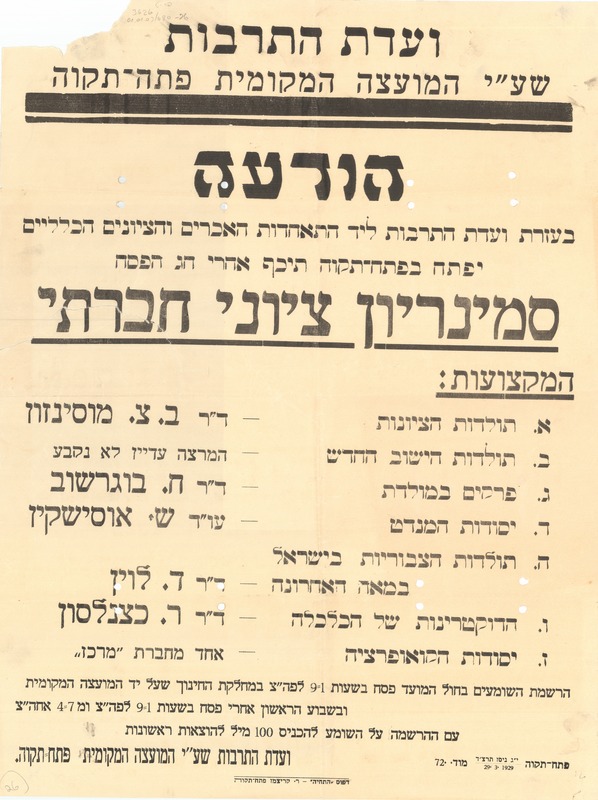 ועדת התרבות
שע״י המועצה המקומית פתח־תקוה
הודעה
בעזרת ועדת התרבות ליד התאחדות האכרים והציונים הכלליים
יפתח בפתח־תקוה תיכף אחרי חג הפסח
סמינריון ציוני חברתי
המקצועות:
א. תולדות הציונות — ד״ר ב. צ. מוסינזון
ב. תולדות הישוב החדש — המרצה עדיין לא נקבע
ג. פרקים במולדת — ד״ר ח. בוגרשוב
ד. יסודות המנדט — עו״ד ש. אוסישקין
ה. תולדות הצבוריות בישראל
במאה האחרונה — ד״ר ד. לוין
ו. הדוקטרינות של הכלכלה — ד״ר ר. כצנלסון
ז. יסודות הקואופרציה — אחד מחברת ״מרכז״
הרשמת השומעים בחול המועד פסח בשעות 9-1 לפה״צ במחלקת החינוך שעל יד המועצה המקומית
ובשבוע הראשון אחרי פסח בשעות 9-1 לפה״צ ומ 4-7 אחה״צ
עם ההרשמה על השומע להכניס 100 מיל להוצאות ראשונות
ועדת התרבות שע״י המועצה המקומית פתח־תקוה.
פתח־תקוה
29. 3. 1929
מוד. 72.
דפוס ״התחיה״ — ר. קריצמו פתח־תקוה